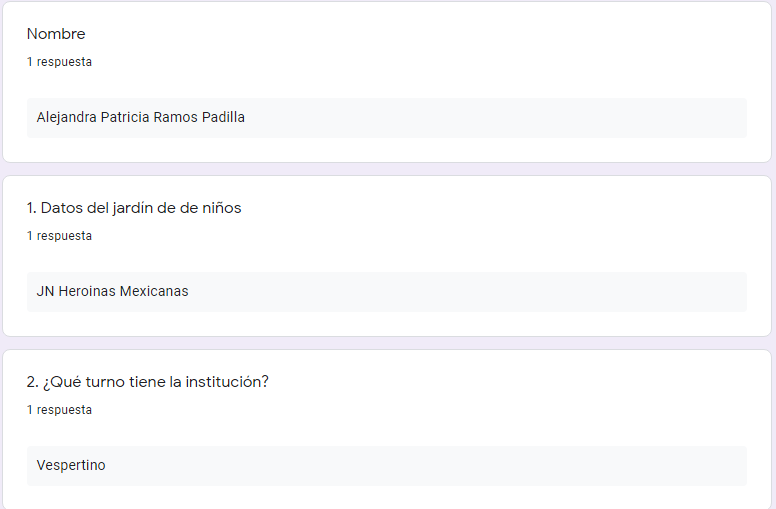 Nombre
1 respuesta
Alejandra Patricia Ramos Padilla
1. Datos del jardín de de niños
1 respuesta
JN Heroinas Mexicanas
2. ¿Qué turno tiene la institución?
1 respuesta
Vespertino